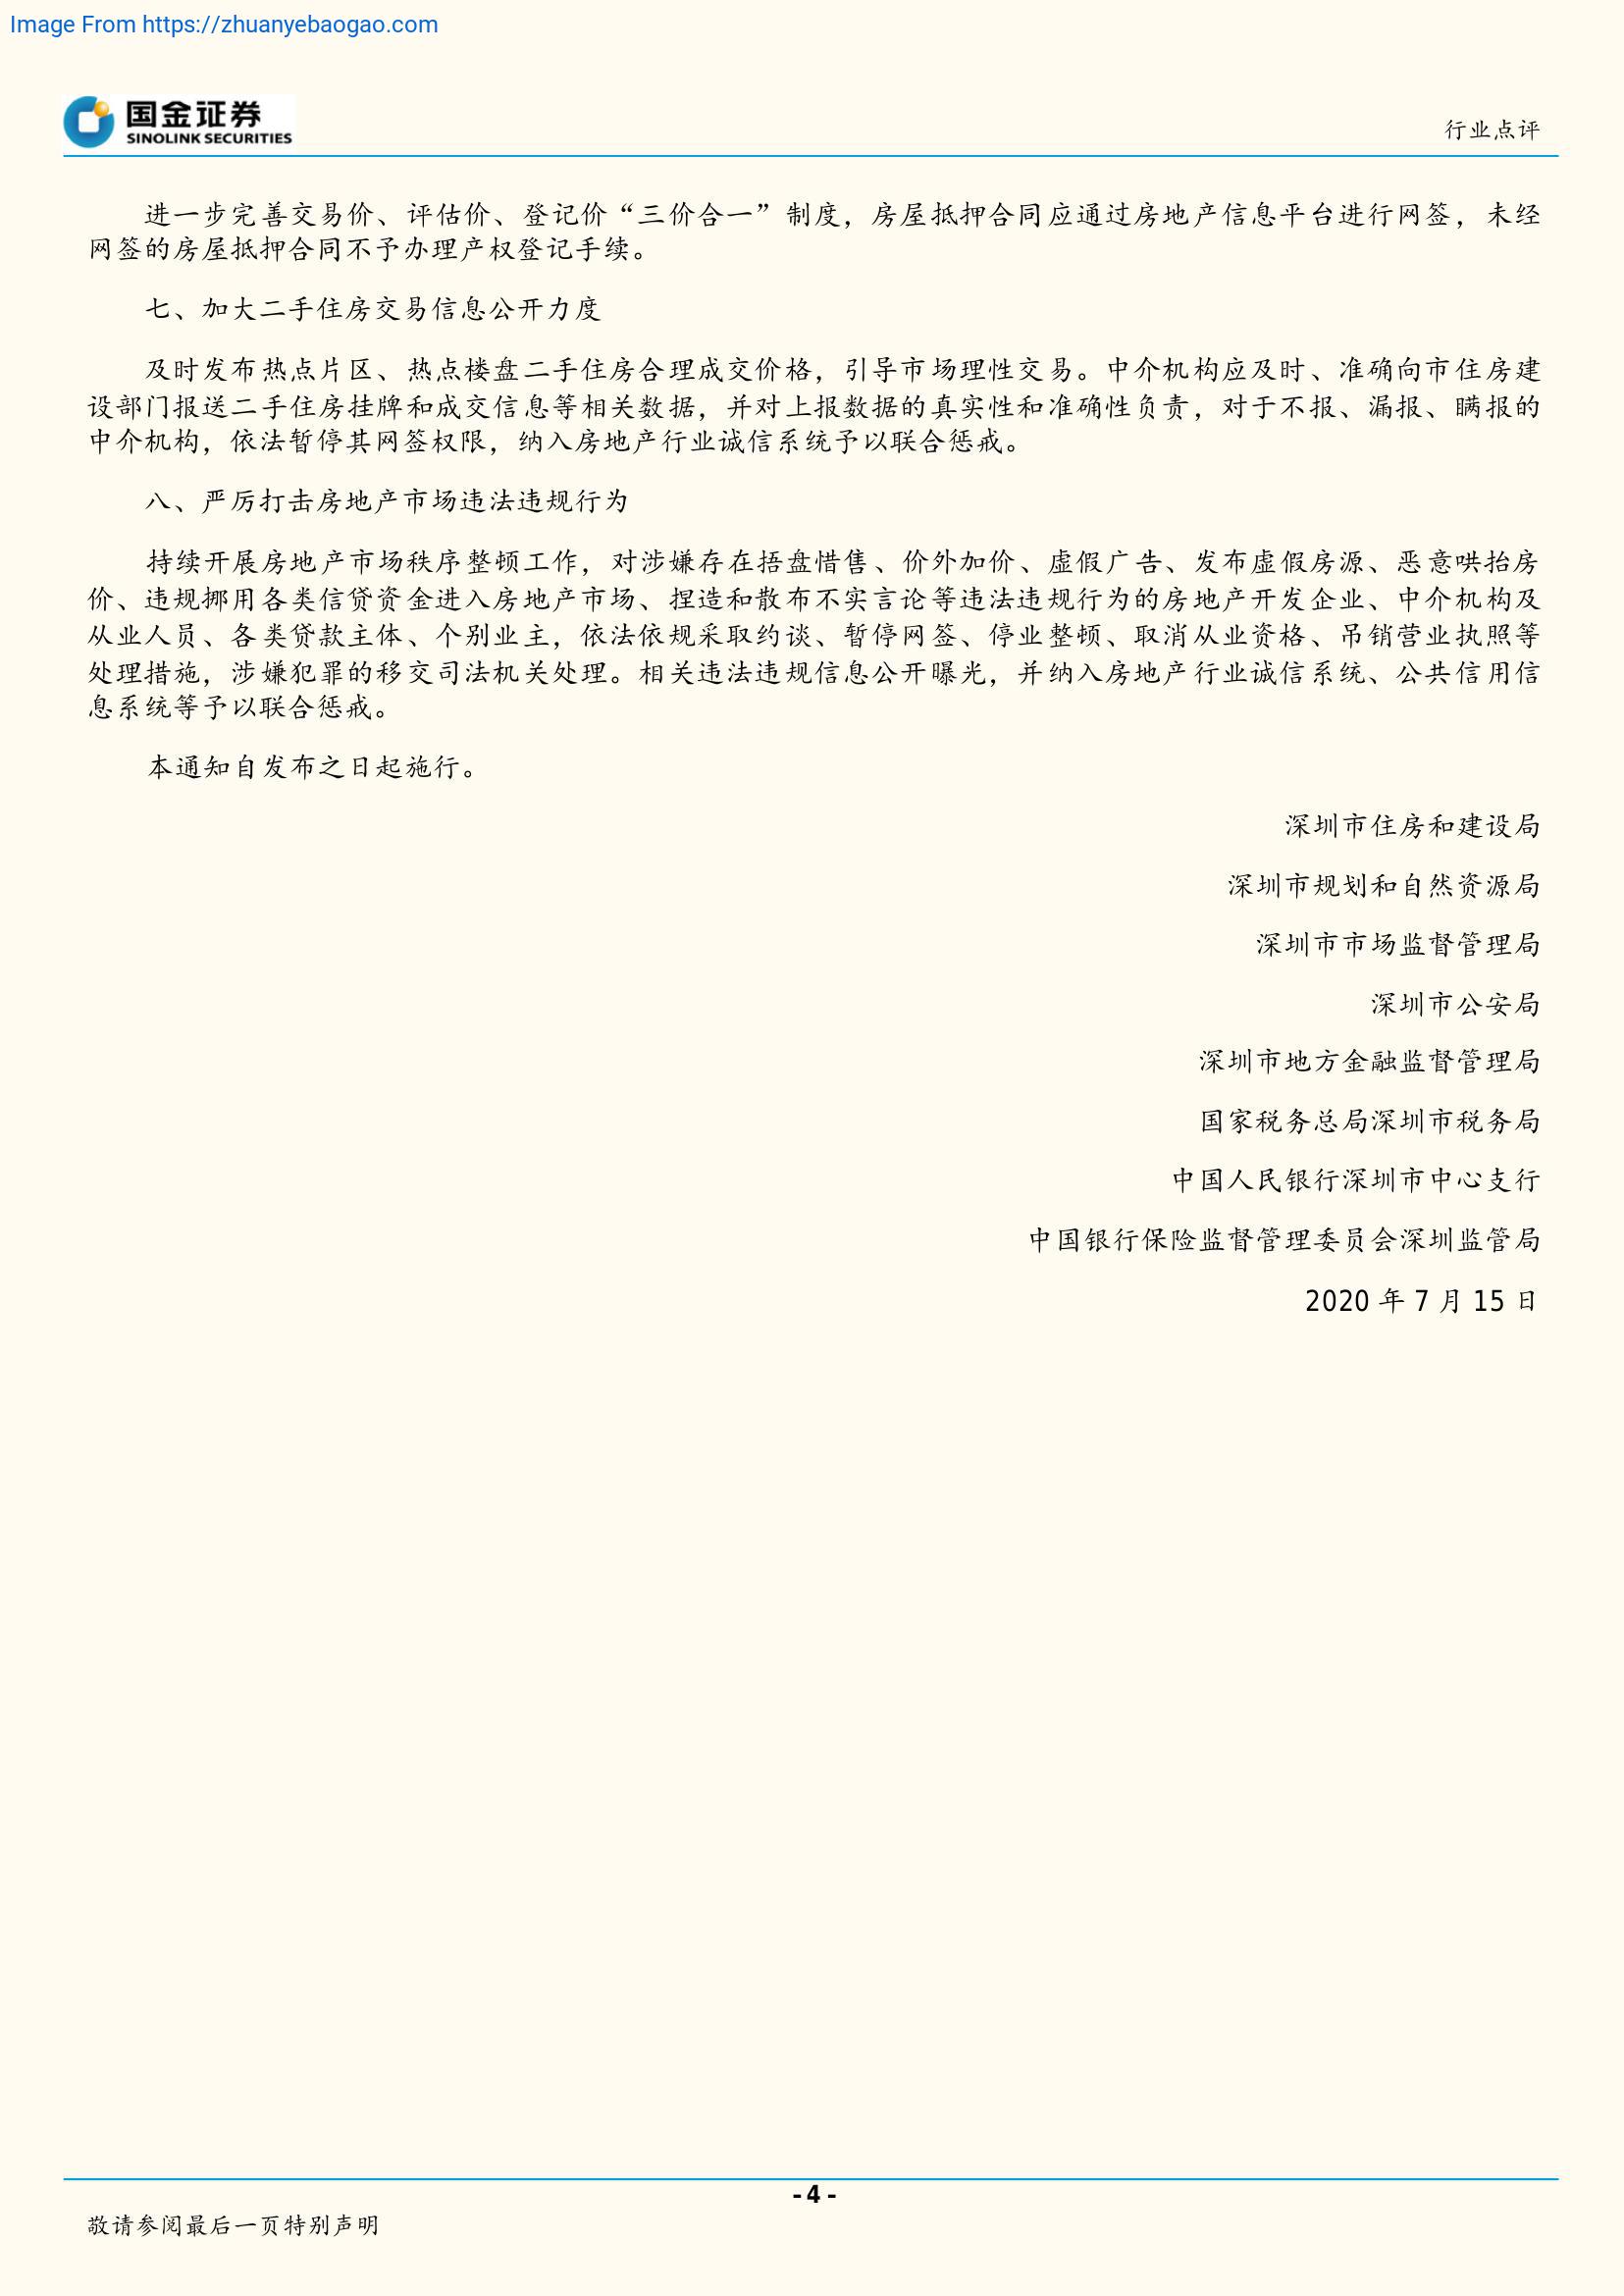 Image From https://zhuanyebaogao.com
国金证券
SINOLINK SECURITIES
行业点评
进一步完善交易价、评估价、登记价“三价合一”制度，房屋抵押合同应通过房地产信息平台进行网签，未经
网签的房屋抵押合同不予办理产权登记手续。
七、加大二手住房交易信息公开力度
及时发布热点片区、热点楼盘二手住房合理成交价格，引导市场理性交易。中介机构应及时、准确向市住房建
设部门报送二手住房挂牌和成交信息等相关数据，并对上报数据的真实性和准确性负责，对于不报、漏报、瞒报的
中介机构，依法暂停其网签权限，纳入房地产行业诚信系统予以联合惩戒。
八、严厉打击房地产市场违法违规行为
持续开展房地产市场秩序整顿工作，对涉嫌存在捂盘惜售、价外加价、虚假广告、发布虚假房源、恶意哄抬房
价、违规挪用各类信贷资金进入房地产市场、捏造和散布不实言论等违法违规行为的房地产开发企业、中介机构及
从业人员、各类贷款主体、个别业主，依法依规采取约谈、暂停网签、停业整顿、取消从业资格、吊销营业执照等
处理措施，涉嫌犯罪的移交司法机关处理。相关违法违规信息公开曝光，并纳入房地产行业诚信系统、公共信用信
息系统等予以联合惩戒。
本通知自发布之日起施行。
深圳市住房和建设局
深圳市规划和自然资源局
深圳市市场监督管理局
深圳市公安局
深圳市地方金融监督管理局
国家税务总局深圳市税务局
中国人民银行深圳市中心支行
中国银行保险监督管理委员会深圳监管局
2020 年 7 月 15 日
- 4 -
敬请参阅最后一页特别声明